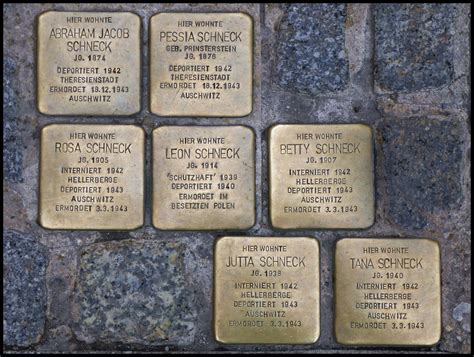 HIER WOHNTE
ABRAHAM JACOB
SCHNECK
JG. 1874
DEPORTIERT 1942
THERESIENSTADT
ERMORDET 18.12.1943
AUSCHWITZ
HIER WOHNTE
PESSIA SCHNECK
GEB. PRINSTERSTEIN
JG. 1876
DEPORTIERT 1942
THERESIENSTADT
ERMORDET 18.12.1943
AUSCHWITZ
HIER WOHNTE
ROSA SCHNECK
JG. 1905
INTERNIERT 1942
HELLERBERGE
DEPORTIERT 1943
AUSCHWITZ
ERMORDET 3.3.1943
HIER WOHNTE
LEON SCHNECK
JG. 1914
'SCHUTZHAFT' 1939
DEPORTIERT 1940
ERMORDET IM
BESETZTEN POLEN
HIER WOHNTE
BETTY SCHNECK
JG. 1907
INTERNIERT 1942
HELLERBERGE
DEPORTIERT 1943
AUSCHWITZ
ERMORDET 3.3.1943
HIER WOHNTE
JUTTA SCHNECK
JG. 1938
INTERNIERT 1942
HELLERBERGE
DEPORTIERT 1943
AUSCHWITZ
ERMORDET 3.3.1943
HIER WOHNTE
TANA SCHNECK
JG. 1940
INTERNIERT 1942
HELLERBERGE
DEPORTIERT 1943
AUSCHWITZ
ERMORDET 3.3.1943